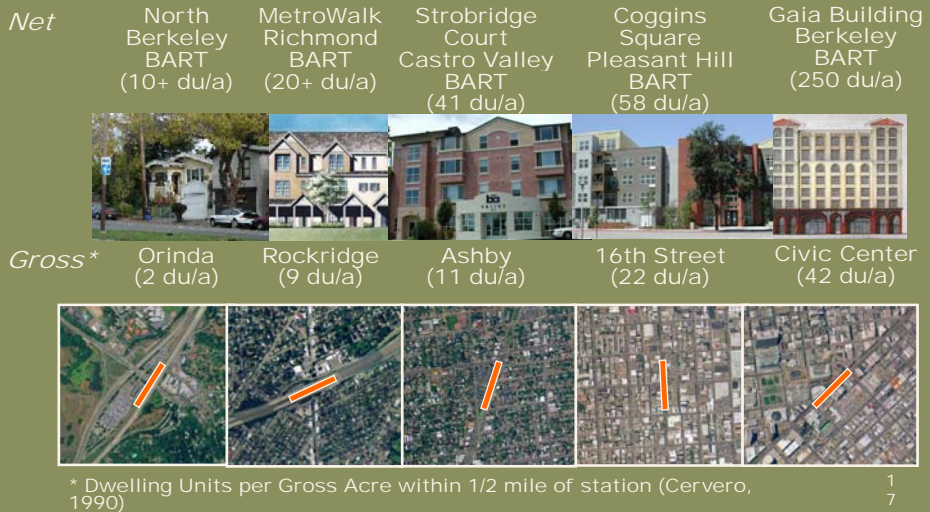 Net
North
Berkeley
BART
(10+ du/a)
MetroWalk
Richmond
BART
(20+ du/a)
Strobridge
Court
Castro Valley
BART
(41 du/a)
Coggins
Square
Pleasant Hill
BART
(58 du/a)
Gaia Building
Berkeley
BART
(250 du/a)
Gross*
Orinda
(2 du/a)
Rockridge
(9 du/a)
Ashby
(11 du/a)
16th Street
(22 du/a)
Civic Center
(42 du/a)
* Dwelling Units per Gross Acre within 1/2 mile of station (Cervero,
1990)
1
7